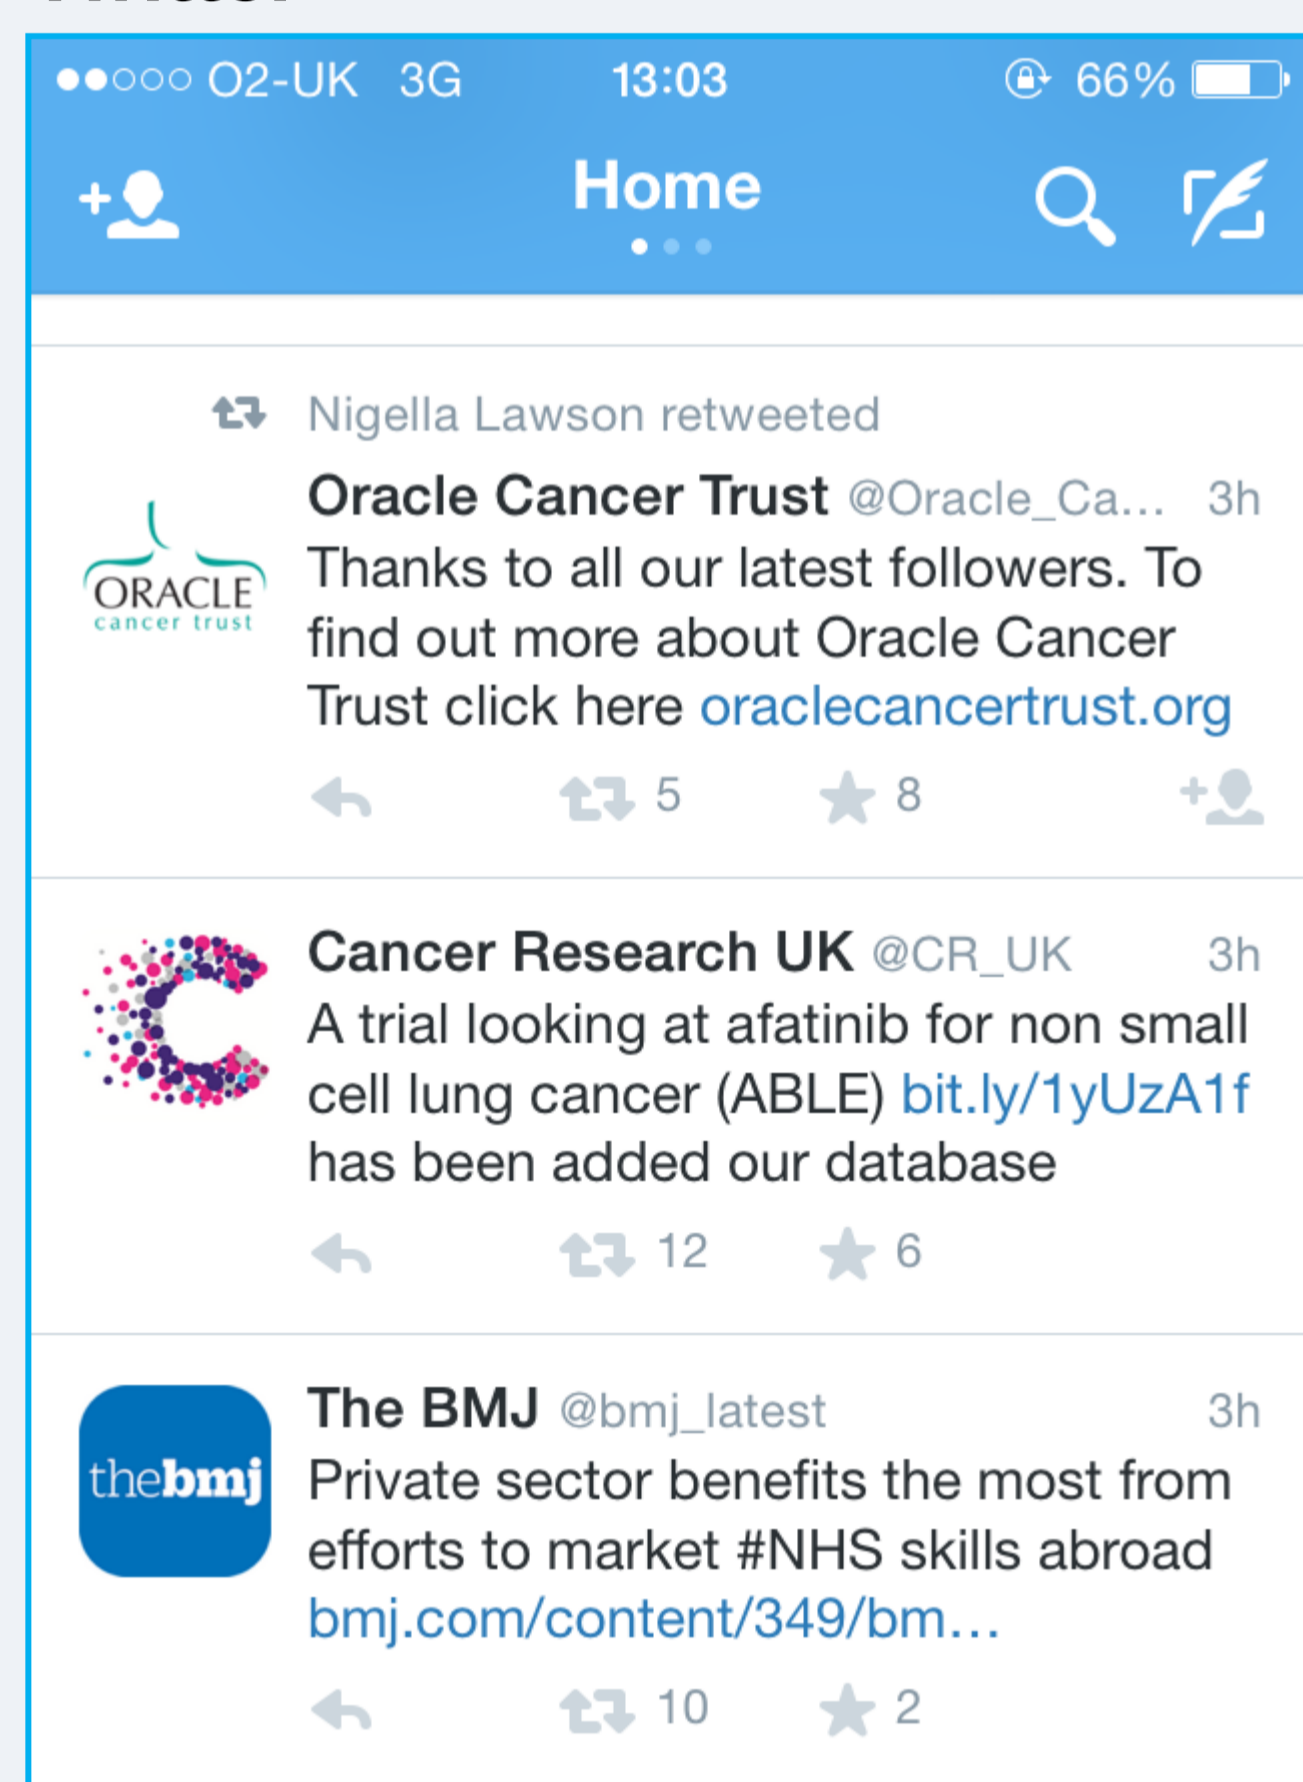 Twitter
O2-UK 3G 13:03 66%
Home
Nigella Lawson retweeted
Oracle Cancer Trust @Oracle_Ca... 3h
ORACLE
cancer trust
Thanks to all our latest followers. To
find out more about Oracle Cancer
Trust click here oraclecancertrust.org
5 8
Cancer Research UK @CR_UK 3h
A trial looking at afatinib for non small
cell lung cancer (ABLE) bit.ly/1yUzA1f
has been added our database
12 6
The BMJ @bmj_latest 3h
thebmj
Private sector benefits the most from
efforts to market #NHS skills abroad
bmj.com/content/349/bm...
10 2